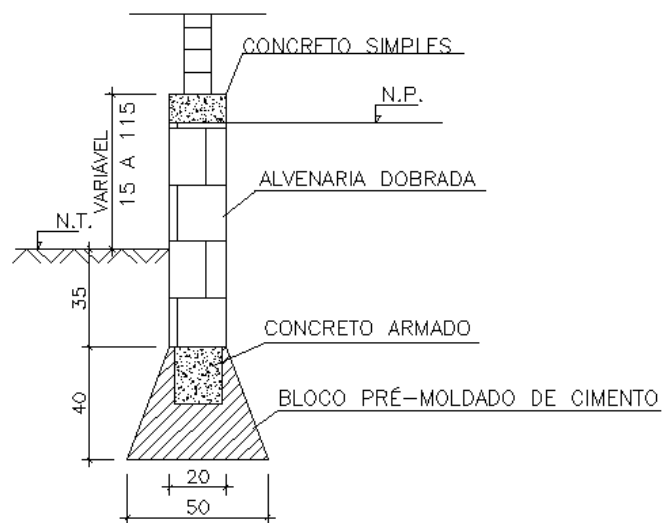 CONCRETO SIMPLES
N.P.
VARIÁVEL
15 A 115
ALVENARIA DOBRADA
N.T.
35
CONCRETO ARMADO
40
BLOCO PRÉ-MOLDADO DE CIMENTO
20
50